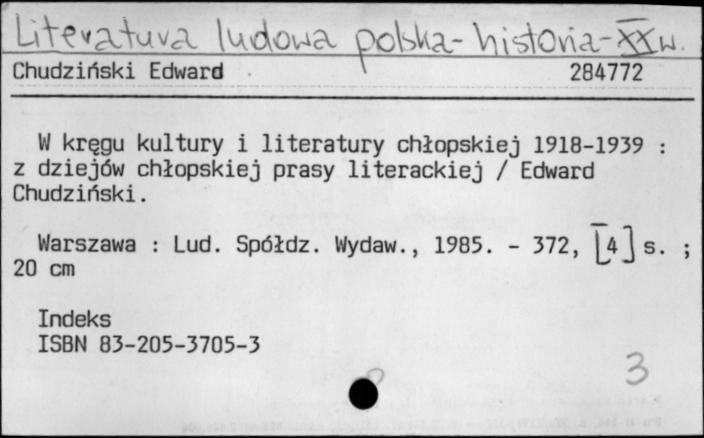 Literatura ludowa polska - historia - XX w.
Chudziński Edward 284772
W kręgu kultury i literatury chłopskiej 1918-1939 :
z dziejów chłopskiej prasy literackiej / Edward
Chudziński.
Warszawa : Lud. Spółdz. Wydaw., 1985. - 372, [4] s. ;
20 cm
Indeks
ISBN 83-205-3705-3
3